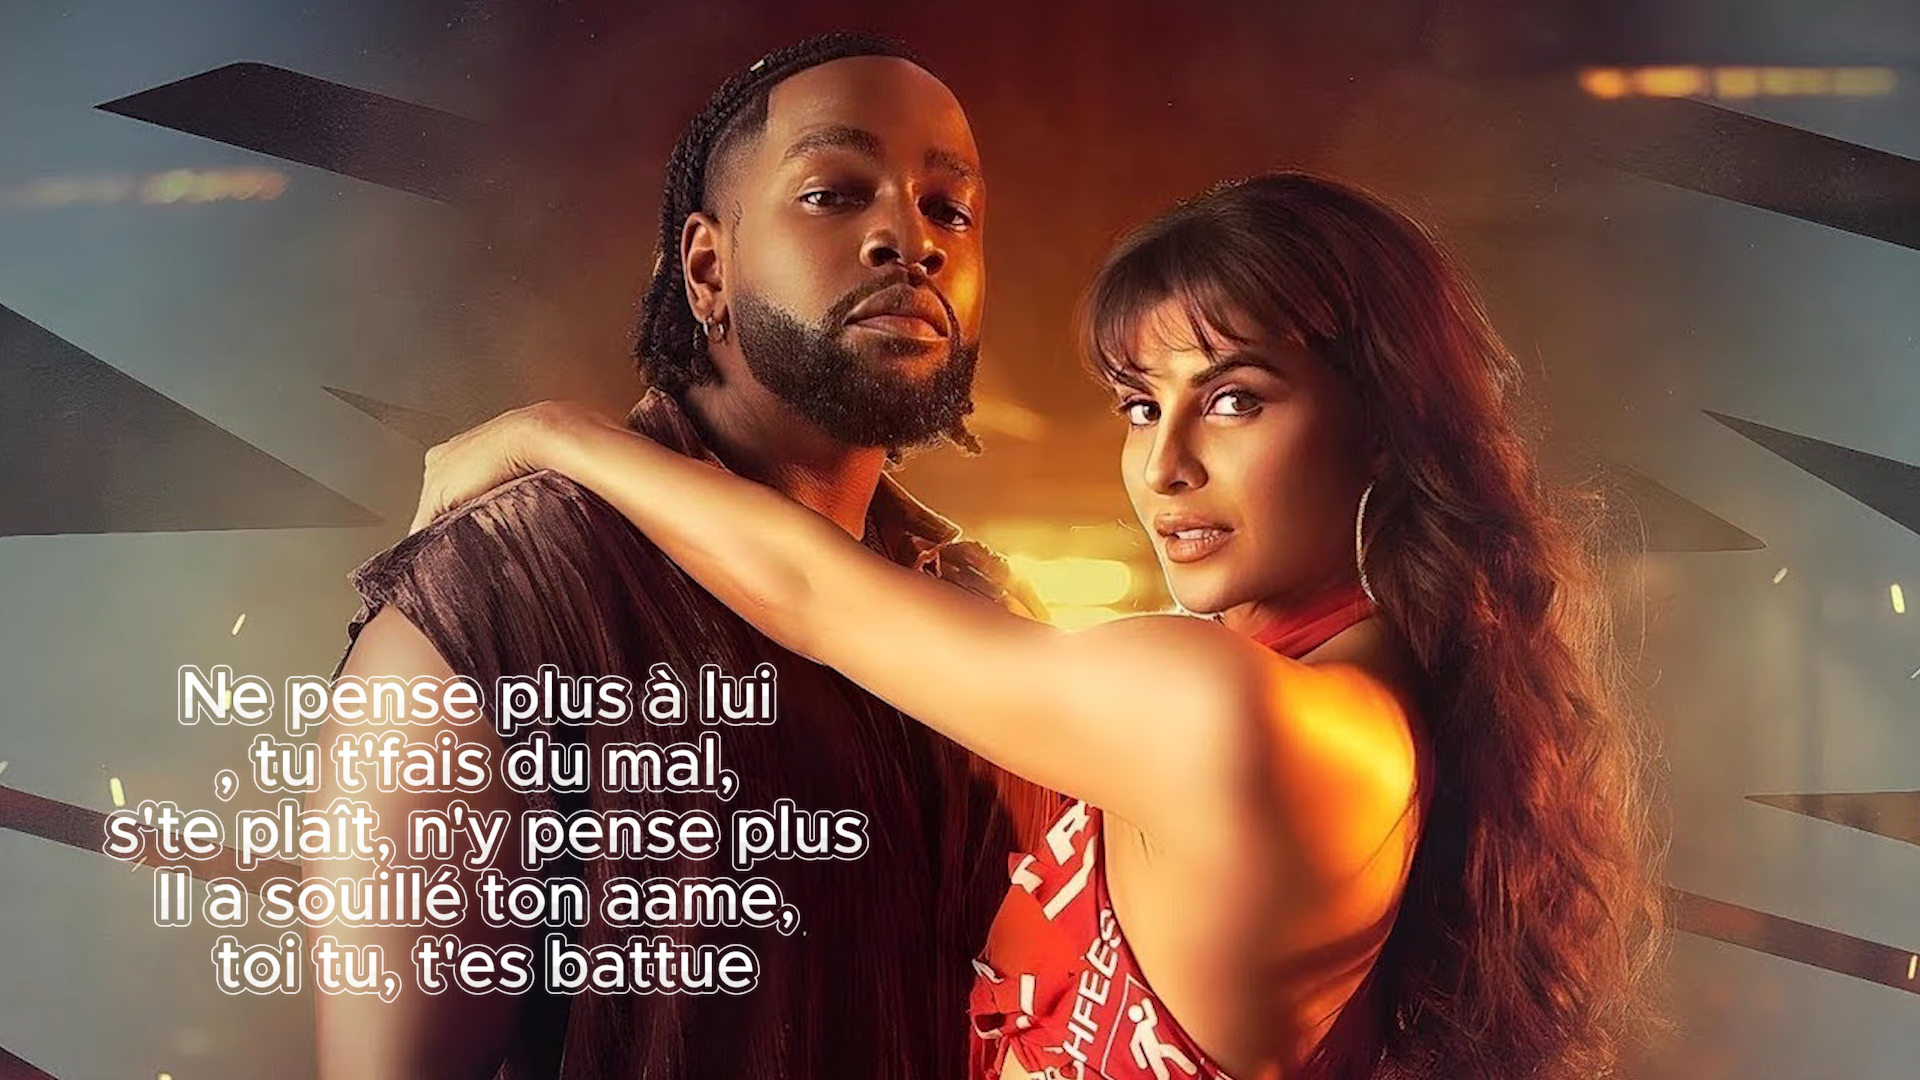 Ne pense plus à lui
, tu t'fais du mal,
s'te plaît, n'y pense plus
Il a souillé ton aame,
toi tu, t'es battue